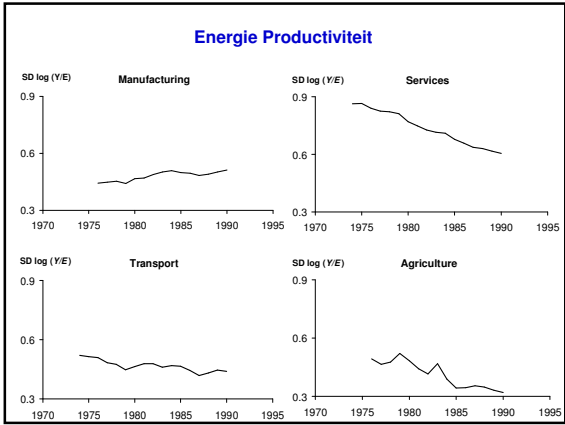 Energie Productiviteit
SD log (Y/E) Manufacturing
0.9
0.6
0.3
1970 1975 1980 1985 1990 1995
SD log (Y/E) Services
0.9
0.6
0.3
1970 1975 1980 1985 1990 1995
SD log (Y/E) Transport
0.9
0.6
0.3
1970 1975 1980 1985 1990 1995
SD log (Y/E) Agriculture
0.9
0.6
0.3
1970 1975 1980 1985 1990 1995